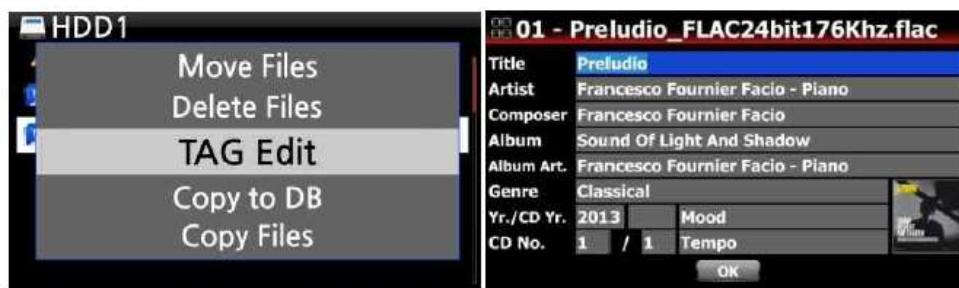 HDD1
Move Files
Delete Files
TAG Edit
Copy to DB
Copy Files
01 - Preludio_FLAC24bit176Khz.flac
Title Preludio
Artist Francesco Fournier Facio - Piano
Composer Francesco Fournier Facio
Album Sound Of Light And Shadow
Album Art. Francesco Fournier Facio - Piano
Genre Classical
Yr./CD Yr. 2013 Mood
CD No. 1 / 1 Tempo
OK